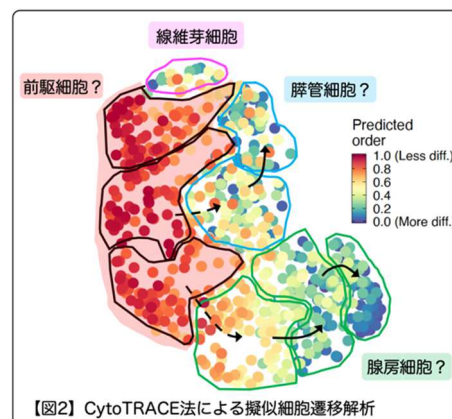 線維芽細胞
前駆細胞？
膵管細胞？
Predicted
order
1.0 (Less diff.)
0.8
0.6
0.4
0.2
0.0 (More diff.)
腺房細胞？
【図2】CytoTRACE法による擬似細胞遷移解析